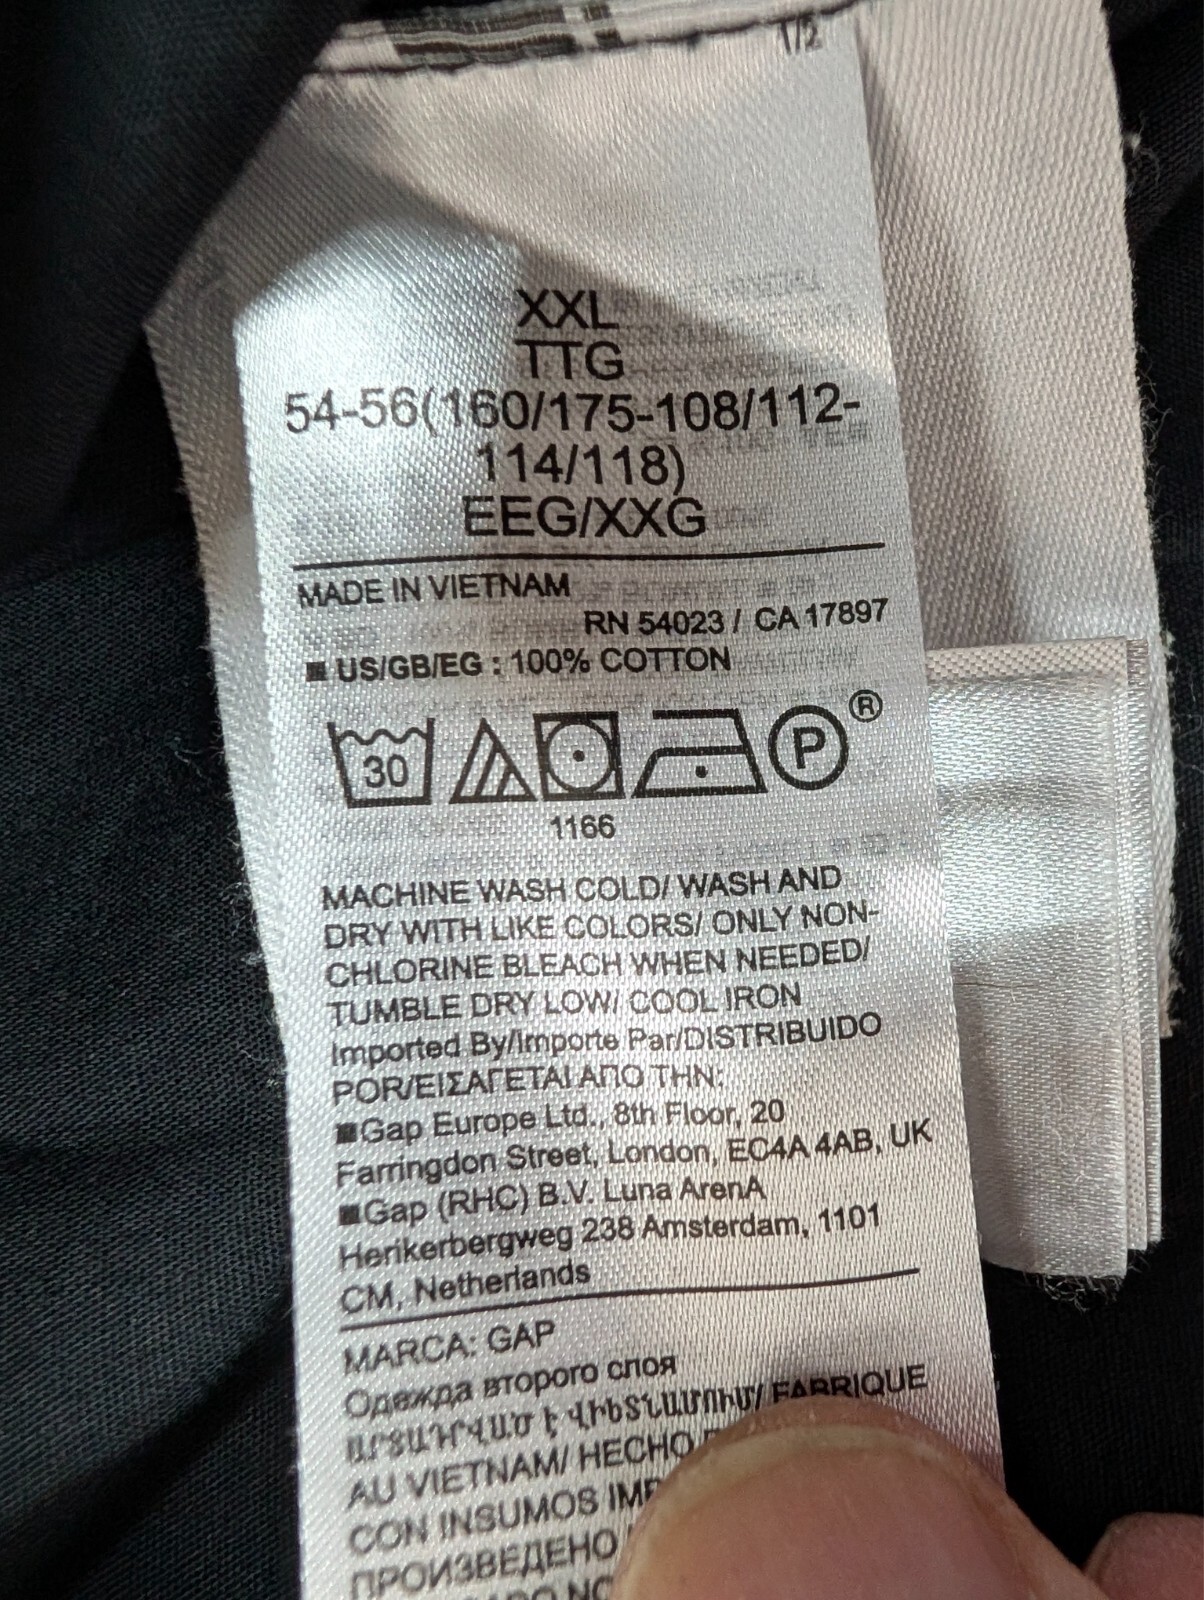 1/2
XXL
TTG
54-56(160/175-108/112-
114/118)
EEG/XXG
MADE IN VIETNAM
RN 54023 / CA 17897
■ US/GB/EG : 100% COTTON
30 P ®
1166
MACHINE WASH COLD/ WASH AND
DRY WITH LIKE COLORS/ ONLY NON-
CHLORINE BLEACH WHEN NEEDED/
TUMBLE DRY LOW/ COOL IRON
Imported By/Importe Par/DISTRIBUIDO
POR/ΕΙΣΑΓΕΤΑΙ ΑΠΟ ΤΗΝ:
■Gap Europe Ltd., 8th Floor, 20
Farringdon Street, London, EC4A 4AB, UK
■Gap (RHC) B.V. Luna ArenA
Herikerbergweg 238 Amsterdam, 1101
CM, Netherlands
MARCA: GAP
Одежда второго слоя
ԱՐՏԱԴՐՎԱԾ Է ՎԻԵՏՆԱՄՈՒՄ/ FABRIQUE
AU VIETNAM/ HECHO
CON INSUMOS
ПРОИЗВЕДЕНО